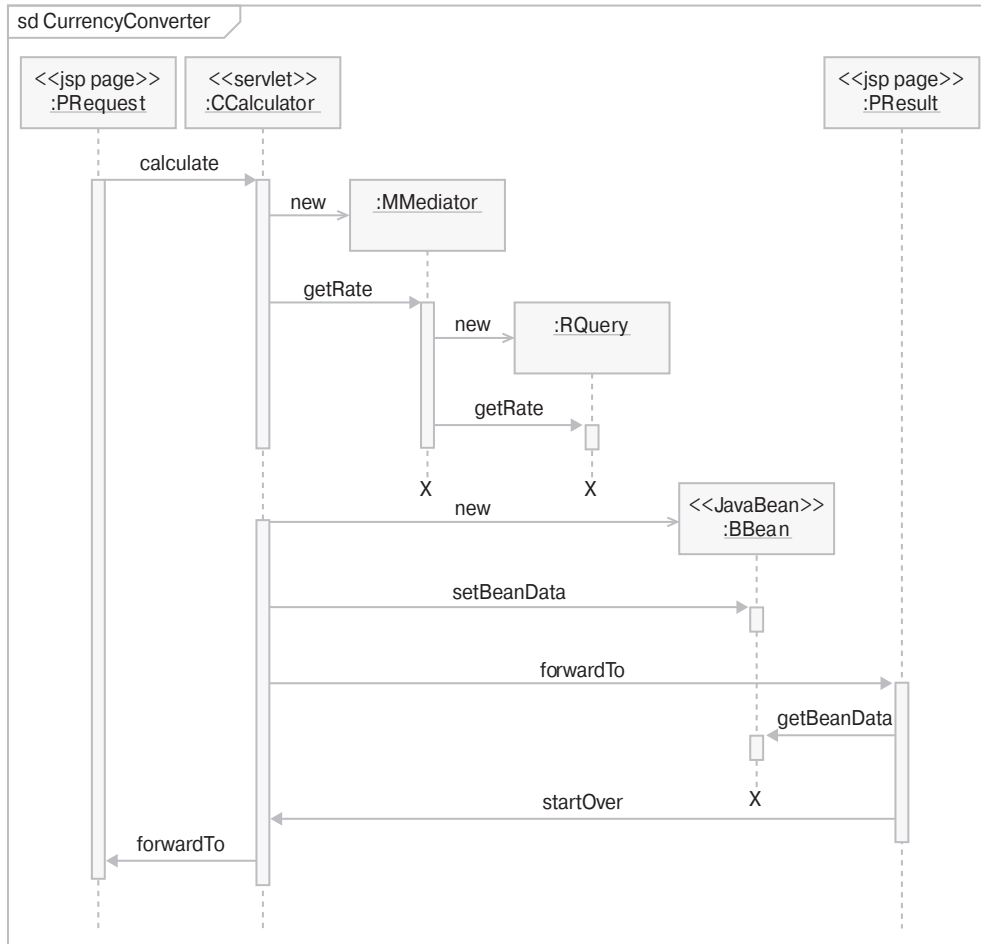 sd CurrencyConverter
<<jsp page>>
:PRequest
<<servlet>>
:CCalculator
<<jsp page>>
:PResult
calculate
new
:MMediator
getRate
new
:RQuery
getRate
X
X
new
<<JavaBean>>
:BBean
setBeanData
forwardTo
getBeanData
X
startOver
forwardTo